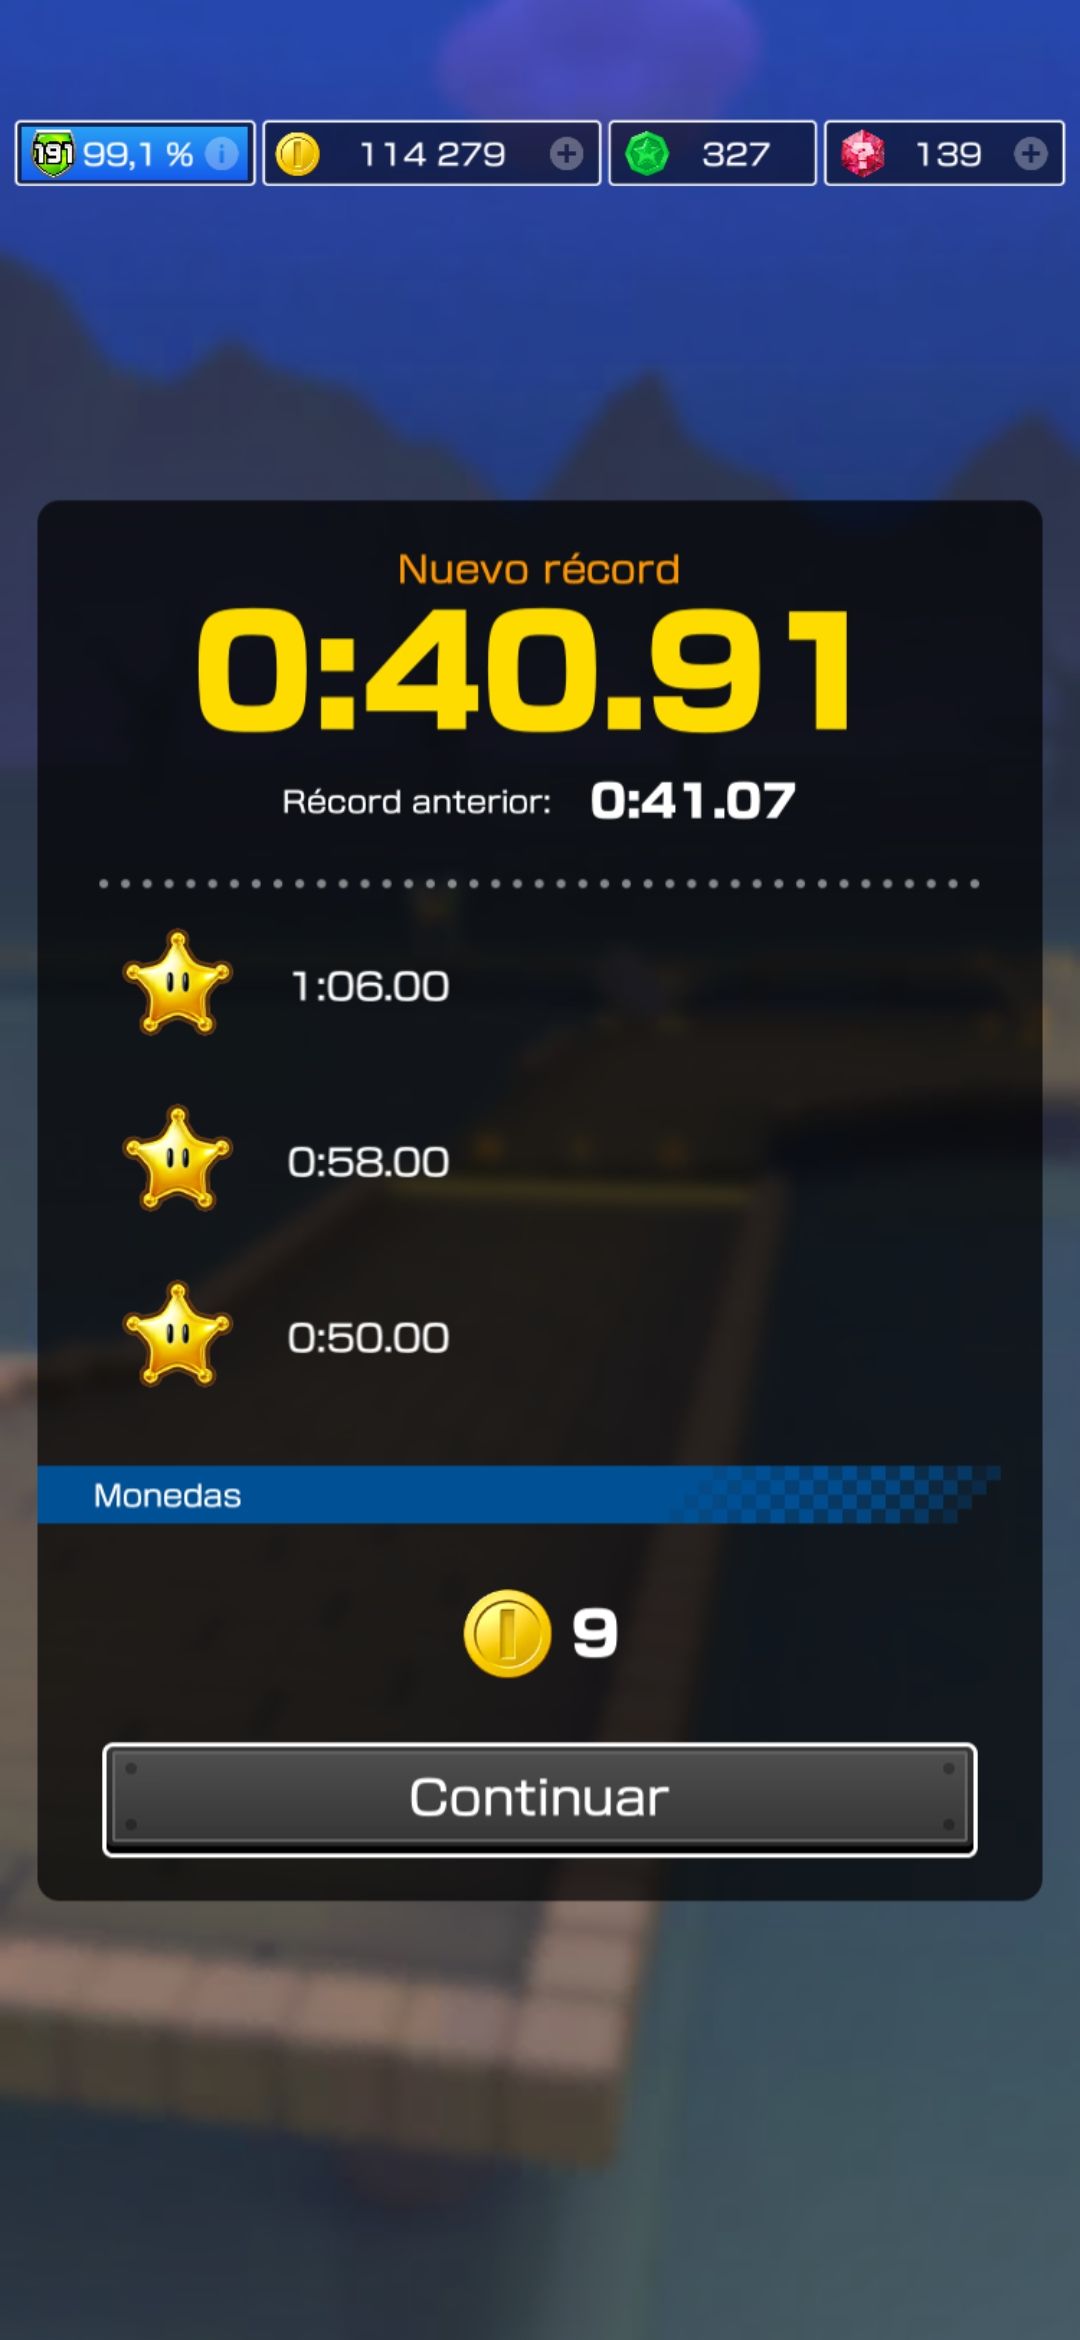 191 99,1 % i 114 279 + 327 ? 139 +
Nuevo récord
0:40.91
Récord anterior: 0:41.07
1:06.00
0:58.00
0:50.00
Monedas
9
Continuar